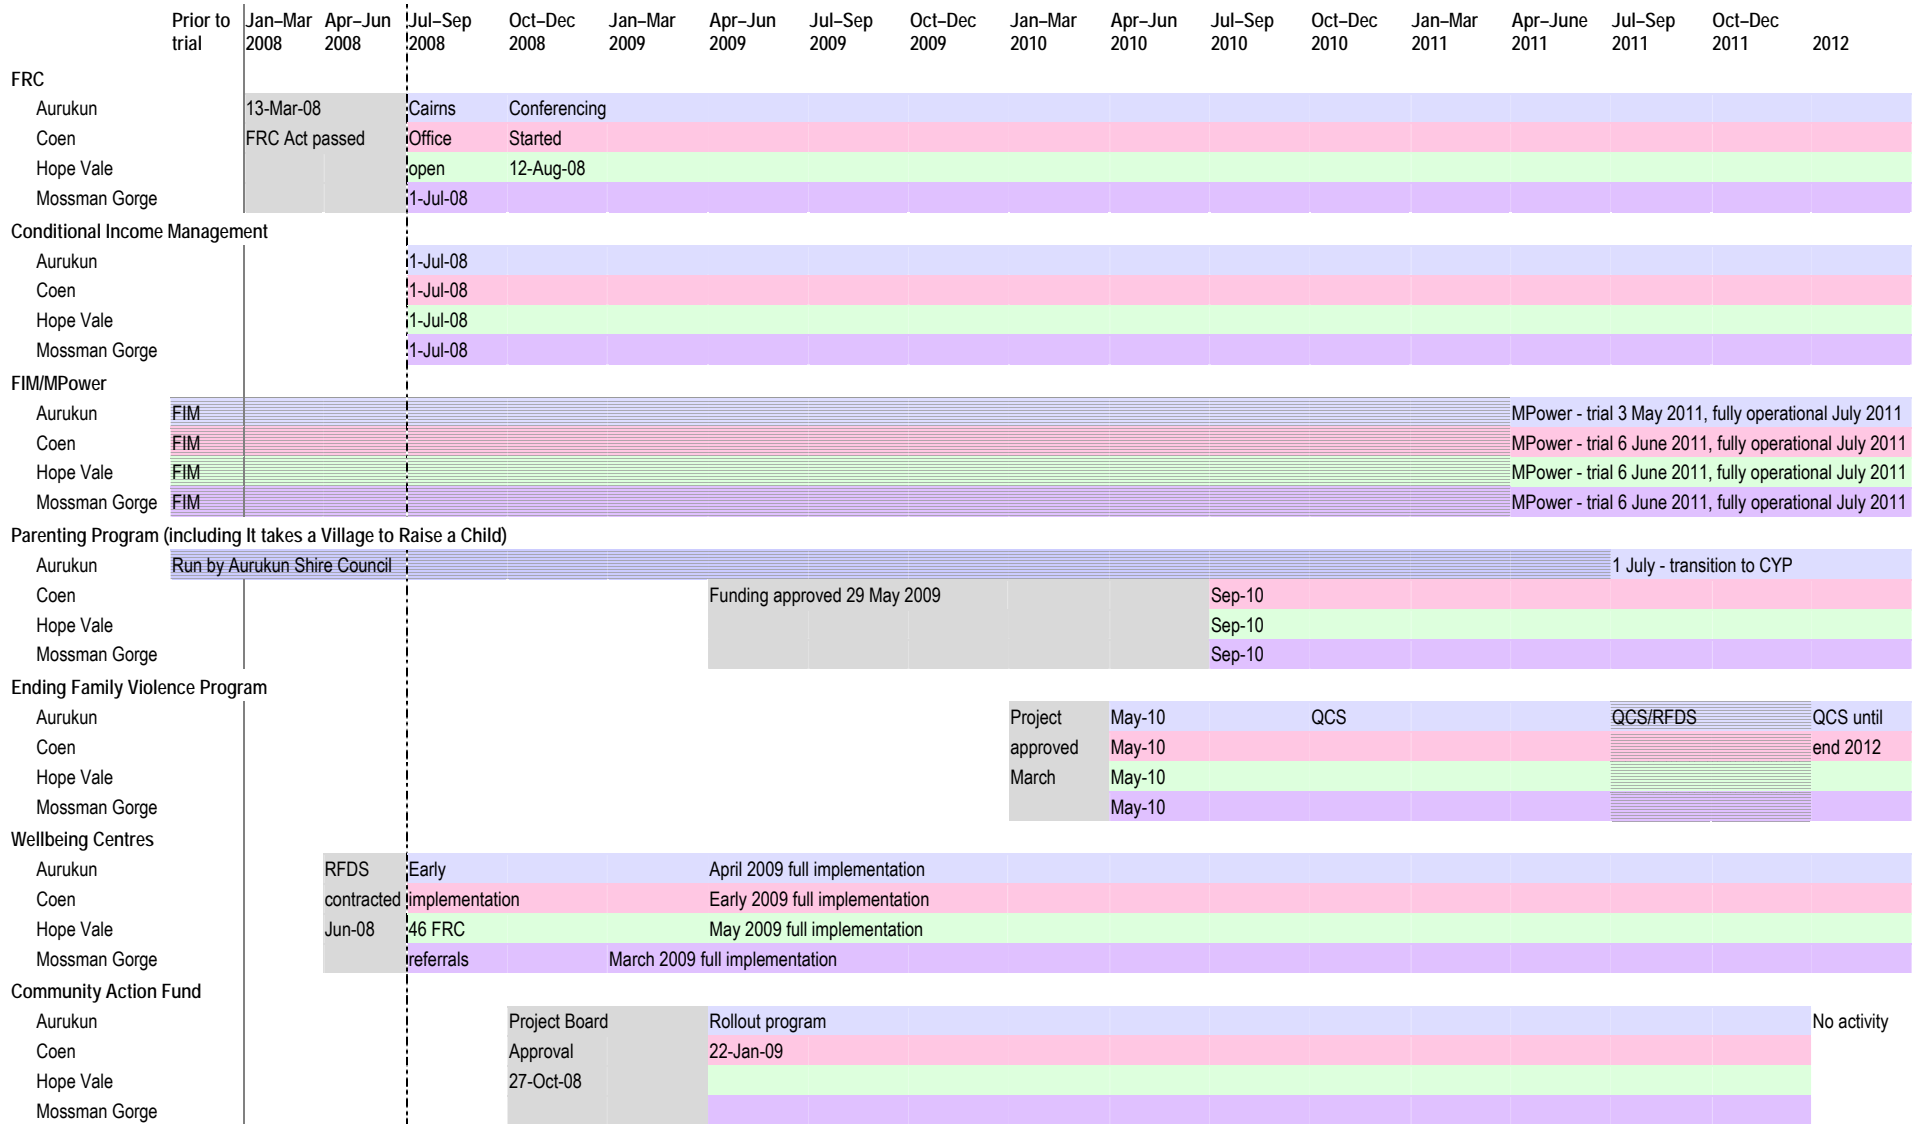 Prior to trial Jan–Mar 2008 Apr–Jun 2008 Jul–Sep 2008 Oct–Dec 2008 Jan–Mar 2009 Apr–Jun 2009 Jul–Sep 2009 Oct–Dec 2009 Jan–Mar 2010 Apr–Jun 2010 Jul–Sep 2010 Oct–Dec 2010 Jan–Mar 2011 Apr–June 2011 Jul–Sep 2011 Oct–Dec 2011 2012
FRC
Aurukun 13-Mar-08 Cairns Conferencing
Coen FRC Act passed Office Started
Hope Vale open 12-Aug-08
Mossman Gorge 1-Jul-08
Conditional Income Management
Aurukun 1-Jul-08
Coen 1-Jul-08
Hope Vale 1-Jul-08
Mossman Gorge 1-Jul-08
FIM/MPower
Aurukun FIM MPower - trial 3 May 2011, fully operational July 2011
Coen FIM MPower - trial 6 June 2011, fully operational July 2011
Hope Vale FIM MPower - trial 6 June 2011, fully operational July 2011
Mossman Gorge FIM MPower - trial 6 June 2011, fully operational July 2011
Parenting Program (including It takes a Village to Raise a Child)
Aurukun Run by Aurukun Shire Council 1 July - transition to CYP
Coen Funding approved 29 May 2009 Sep-10
Hope Vale Sep-10
Mossman Gorge Sep-10
Ending Family Violence Program
Aurukun Project May-10 QCS QCS/RFDS QCS until
Coen approved May-10 end 2012
Hope Vale March May-10
Mossman Gorge May-10
Wellbeing Centres
Aurukun RFDS Early April 2009 full implementation
Coen contracted implementation Early 2009 full implementation
Hope Vale Jun-08 46 FRC May 2009 full implementation
Mossman Gorge referrals March 2009 full implementation
Community Action Fund
Aurukun Project Board Rollout program No activity
Coen Approval 22-Jan-09
Hope Vale 27-Oct-08
Mossman Gorge